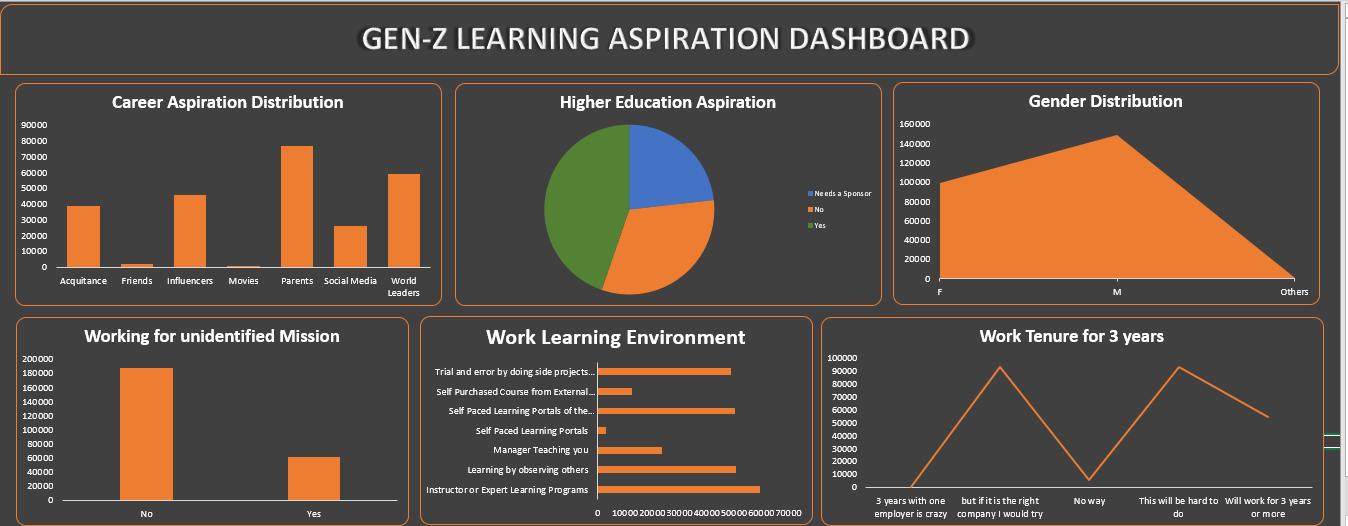 GEN-Z LEARNING ASPIRATION DASHBOARD
Career Aspiration Distribution
90000
80000
70000
60000
50000
40000
30000
20000
10000
0
Acquitance Friends Influencers Movies Parents Social Media World
Leaders
Higher Education Aspiration
Needs a Sponsor
No
Yes
Gender Distribution
160000
140000
120000
100000
80000
60000
40000
20000
0
F M Others
Working for unidentified Mission
200000
180000
160000
140000
120000
100000
80000
60000
40000
20000
0
No Yes
Work Learning Environment
Trial and error by doing side projects...
Self Purchased Course from External...
Self Paced Learning Portals of the...
Self Paced Learning Portals
Manager Teaching you
Learning by observing others
Instructor or Expert Learning Programs
0 10000 20000 30000 40000 50000 60000 70000
Work Tenure for 3 years
100000
90000
80000
70000
60000
50000
40000
30000
20000
10000
0
3 years with one but if it is the right No way This will be hard to Will work for 3 years
employer is crazy company I would try do or more